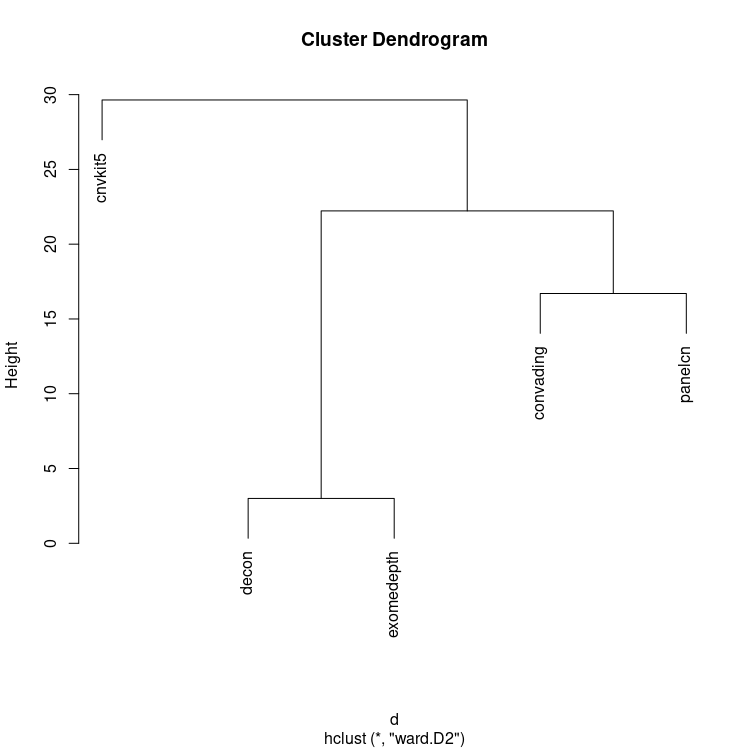 Cluster Dendrogram
30
25
20
15
10
5
0
Height
cnvkit5
decon
exomedepth
convading
panelcn
d
hclust (*, "ward.D2")